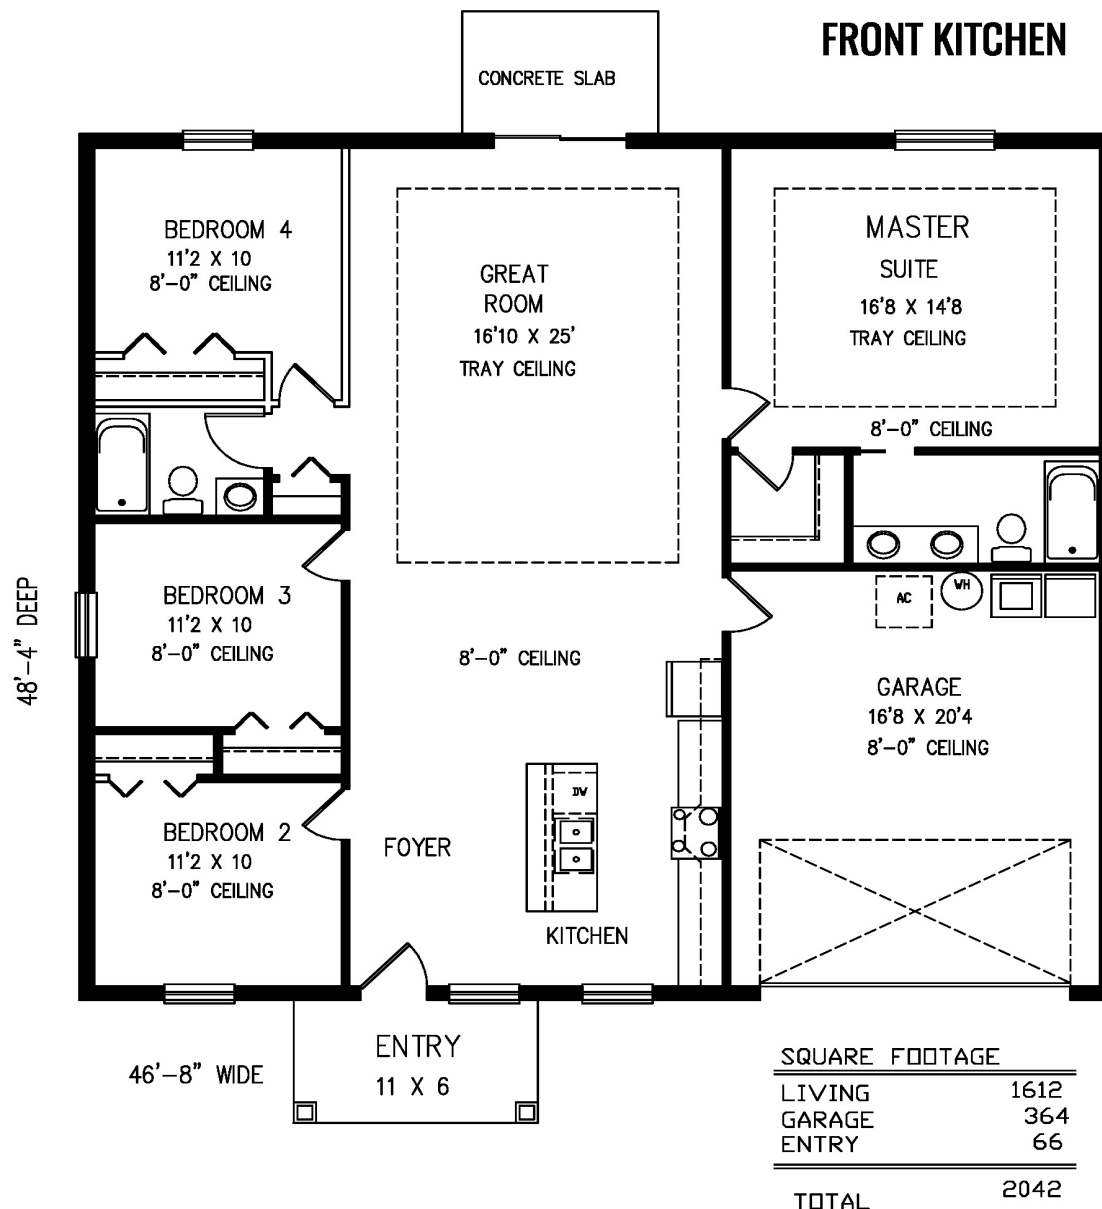 FRONT KITCHEN
CONCRETE SLAB
BEDROOM 4
11'2 X 10
8'-0" CEILING
GREAT
ROOM
16'10 X 25'
TRAY CEILING
MASTER
SUITE
16'8 X 14'8
TRAY CEILING
8'-0" CEILING
BEDROOM 3
11'2 X 10
8'-0" CEILING
48'-4" DEEP
8'-0" CEILING
AC
WH
GARAGE
16'8 X 20'4
8'-0" CEILING
DW
BEDROOM 2
11'2 X 10
8'-0" CEILING
FOYER
KITCHEN
ENTRY
11 X 6
46'-8" WIDE
SQUARE FOOTAGE
LIVING 1612
GARAGE 364
ENTRY 66
TOTAL 2042